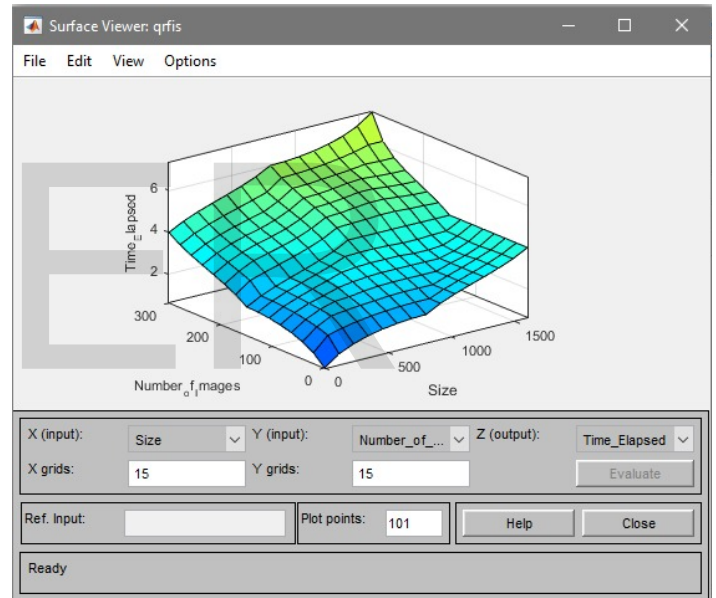 Surface Viewer: qrfis
File Edit View Options
6
4
2
Time_Elapsed
300
200
100
0
0
500
1000
1500
Number_of_Images
Size
X (input): Size Y (input): Number_of_... Z (output): Time_Elapsed
X grids: 15 Y grids: 15 Evaluate
Ref. Input: Plot points: 101 Help Close
Ready